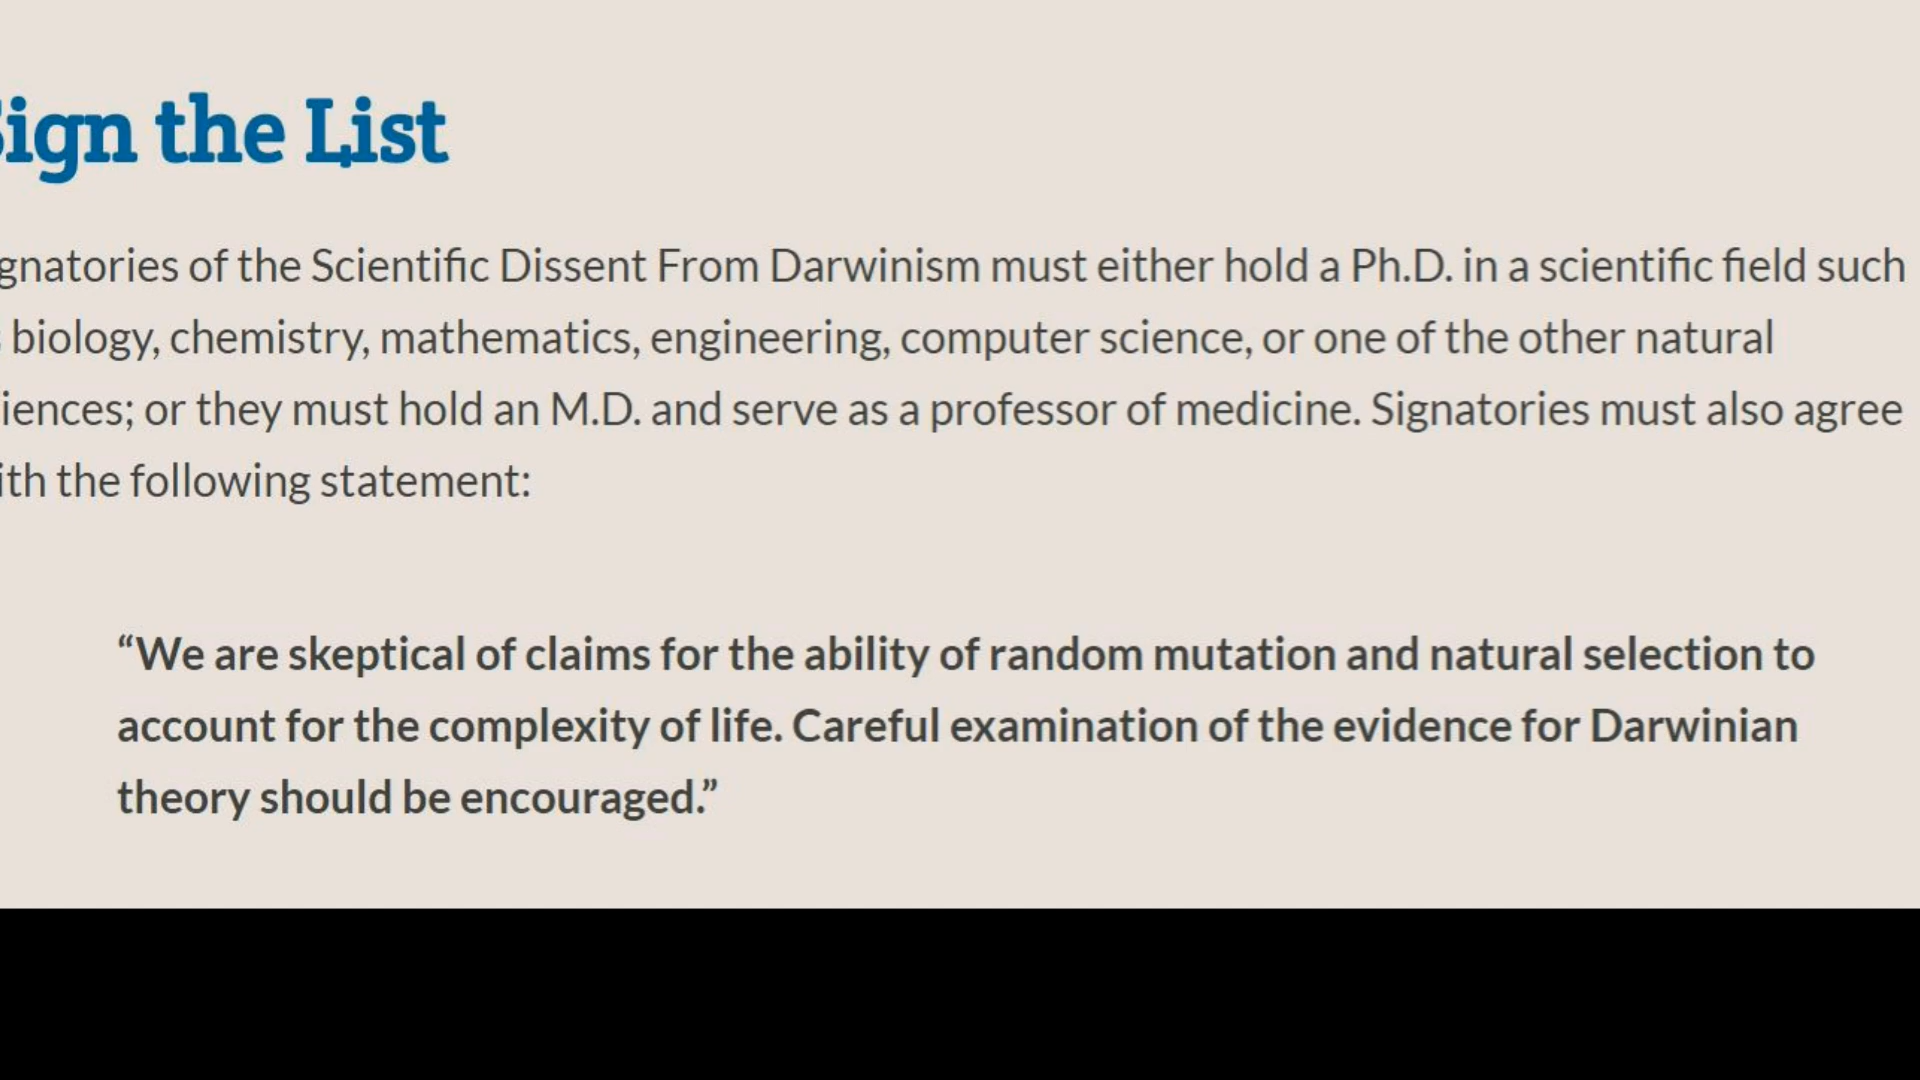 ign the List
gnatories of the Scientific Dissent From Darwinism must either hold a Ph.D. in a scientific field such
biology, chemistry, mathematics, engineering, computer science, or one of the other natural
iences; or they must hold an M.D. and serve as a professor of medicine. Signatories must also agree
ith the following statement:
“We are skeptical of claims for the ability of random mutation and natural selection to
account for the complexity of life. Careful examination of the evidence for Darwinian
theory should be encouraged.”